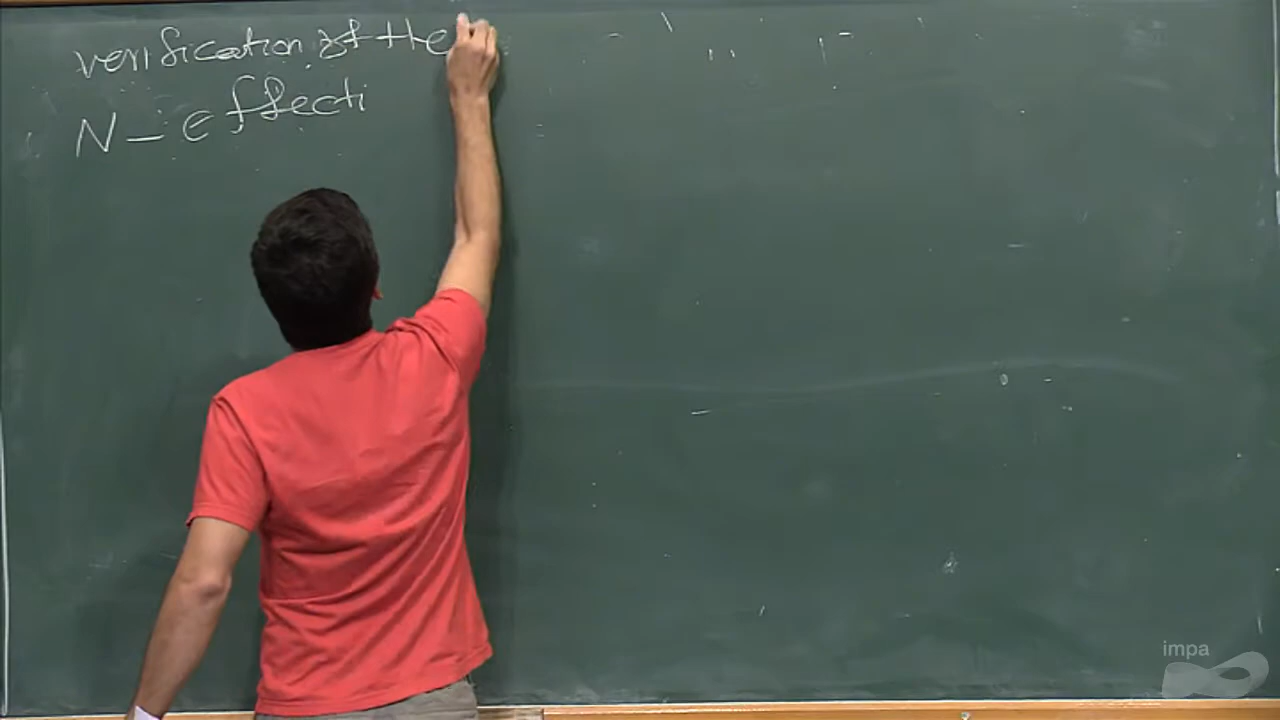 verification of the
N-effecti
impa